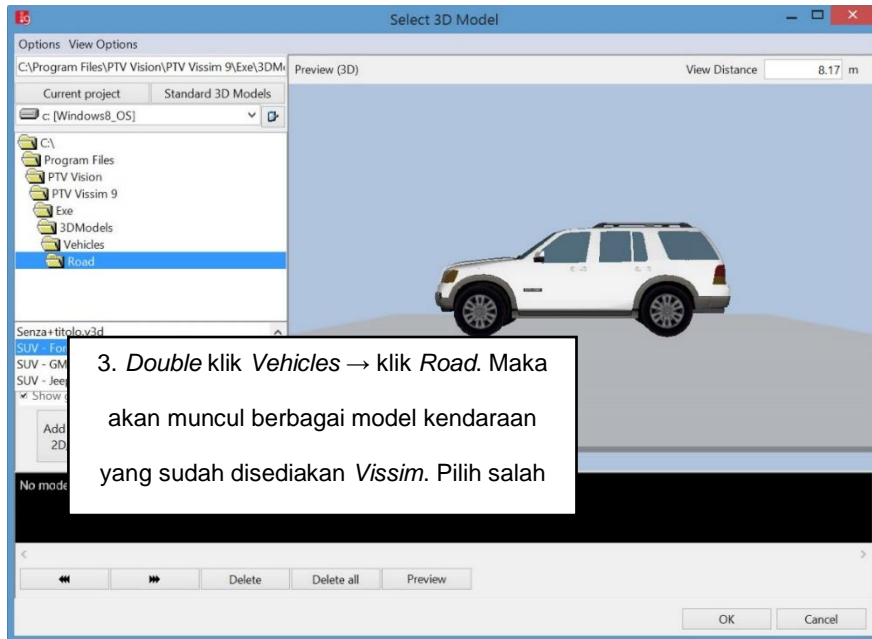 Select 3D Model
Options View Options
C:\Program Files\PTV Vision\PTV Vissim 9\Exe\3DM
Preview (3D)
View Distance 8.17 m
Current project Standard 3D Models
c: [Windows8_OS]
C:\
Program Files
PTV Vision
PTV Vissim 9
Exe
3DModels
Vehicles
Road
Senza+titolo.v3d
SUV -
SUV - GM
SUV - Jeep
Show
Add
2D
3. Double klik Vehicles → klik Road. Maka
akan muncul berbagai model kendaraan
yang sudah disediakan Vissim. Pilih salah
No mode
Delete Delete all Preview
OK Cancel